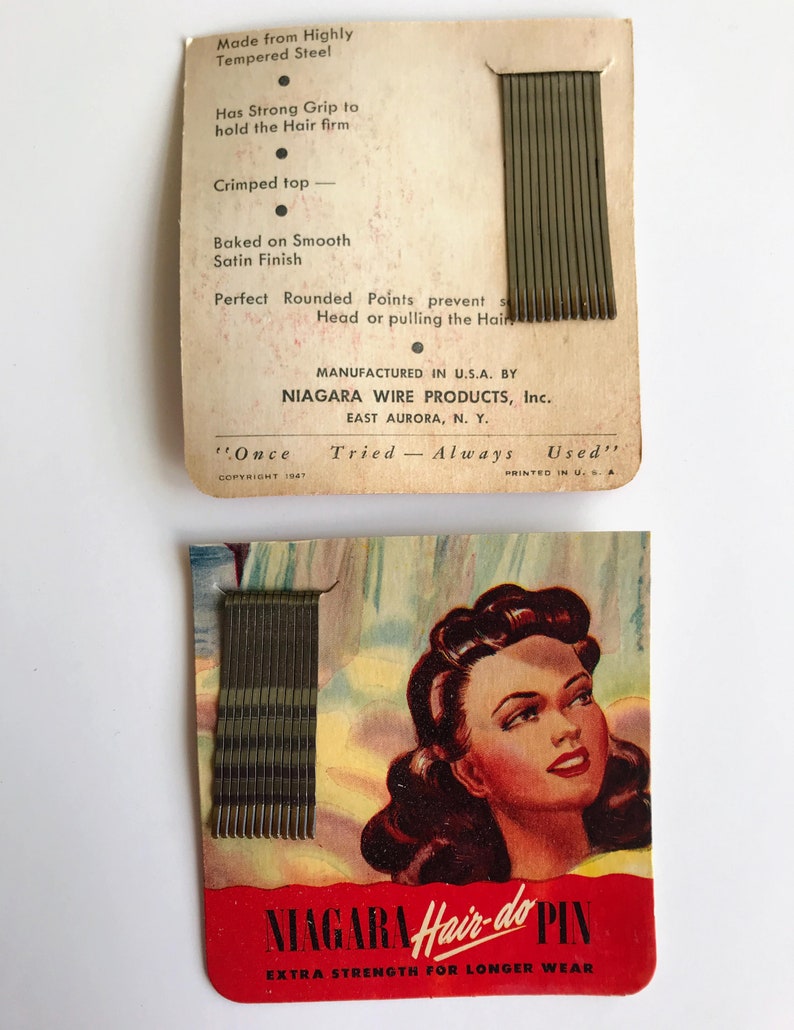 Made from Highly
Tempered Steel
Has Strong Grip to
hold the Hair firm
Crimped top —
Baked on Smooth
Satin Finish
Perfect Rounded Points prevent
Head or pulling the Hair.
MANUFACTURED IN U.S.A. BY
NIAGARA WIRE PRODUCTS, Inc.
EAST AURORA, N. Y.
"Once Tried — Always Used"
COPYRIGHT 1947 PRINTED IN U. S. A
NIAGARA Hair-do PIN
EXTRA STRENGTH FOR LONGER WEAR